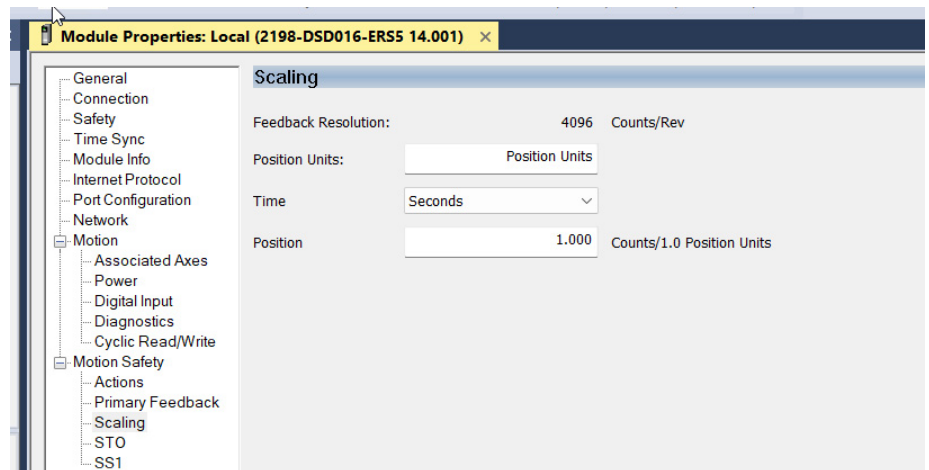 Module Properties: Local (2198-DSD016-ERS5 14.001) ×
General
Connection
Safety
Time Sync
Module Info
Internet Protocol
Port Configuration
Network
Motion
Associated Axes
Power
Digital Input
Diagnostics
Cyclic Read/Write
Motion Safety
Actions
Primary Feedback
Scaling
STO
SS1
Scaling
Feedback Resolution: 4096 Counts/Rev
Position Units: Position Units
Time Seconds
Position 1.000 Counts/1.0 Position Units